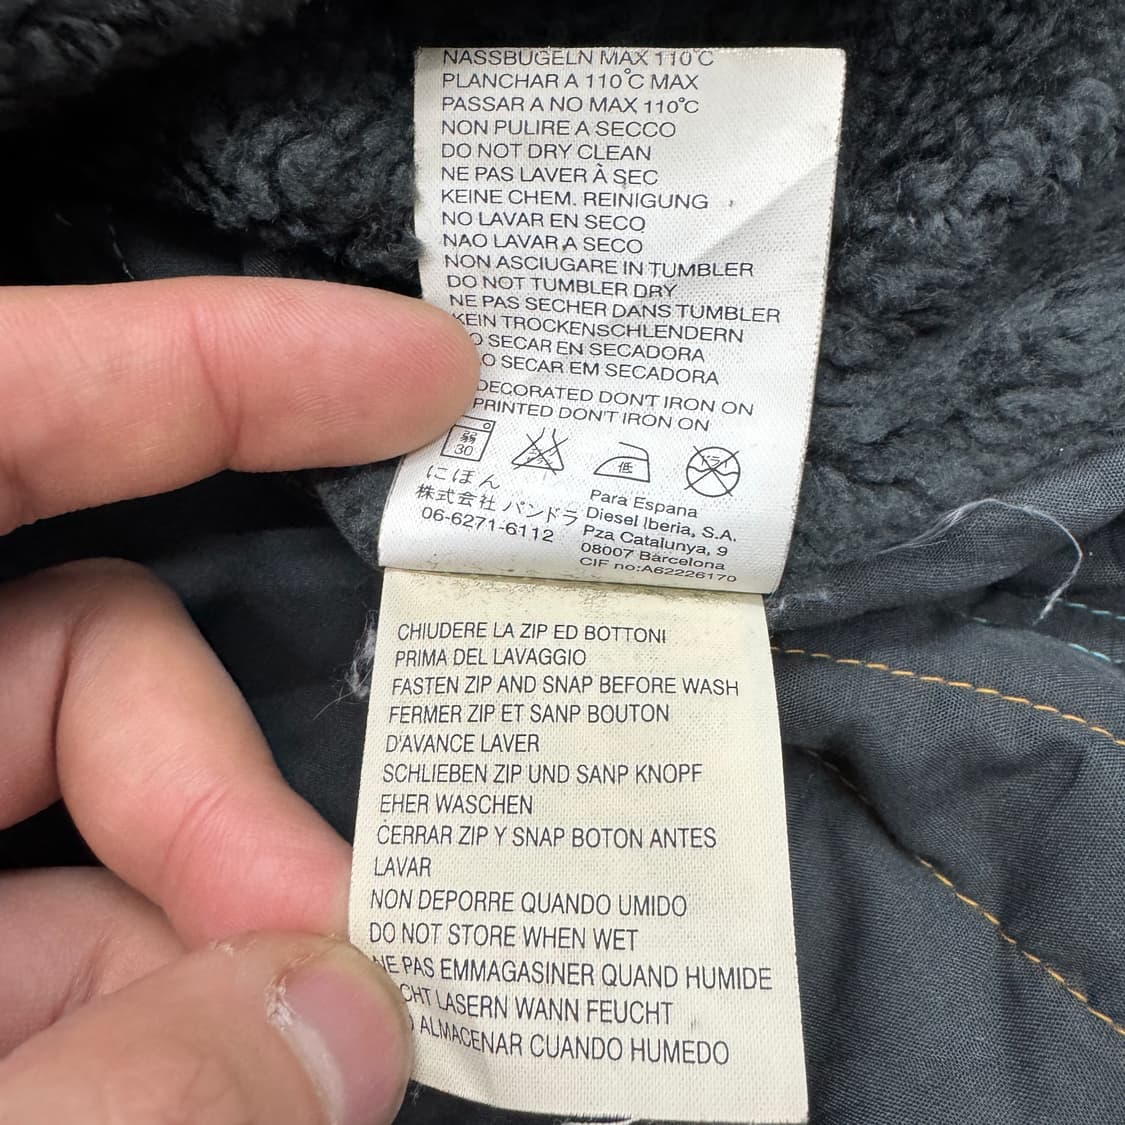 NASSBUGELN MAX 110°C
PLANCHAR A 110°C MAX
PASSAR A NO MAX 110°C
NON PULIRE A SECCO
DO NOT DRY CLEAN
NE PAS LAVER À SEC
KEINE CHEM. REINIGUNG
NO LAVAR EN SECO
NAO LAVAR A SECO
NON ASCIUGARE IN TUMBLER
DO NOT TUMBLER DRY
NE PAS SECHER DANS TUMBLER
KEIN TROCKENSCHLENDERN
SECAR EN SECADORA
SECAR EM SECADORA
DECORATED DON'T IRON ON
PRINTED DON'T IRON ON
弱 30 低 ドライ
にほん
株式会社 パンドラ
06-6271-6112
Para Espana
Diesel Iberia, S.A.
Pza Catalunya, 9
08007 Barcelona
CIF no:A62226170
CHIUDERE LA ZIP ED BOTTONI
PRIMA DEL LAVAGGIO
FASTEN ZIP AND SNAP BEFORE WASH
FERMER ZIP ET SANP BOUTON
D'AVANCE LAVER
SCHLIEBEN ZIP UND SANP KNOPF
EHER WASCHEN
CERRAR ZIP Y SNAP BOTON ANTES
LAVAR
NON DEPORRE QUANDO UMIDO
DO NOT STORE WHEN WET
NE PAS EMMAGASINER QUAND HUMIDE
LASERN WANN FEUCHT
ALMACENAR CUANDO HUMEDO